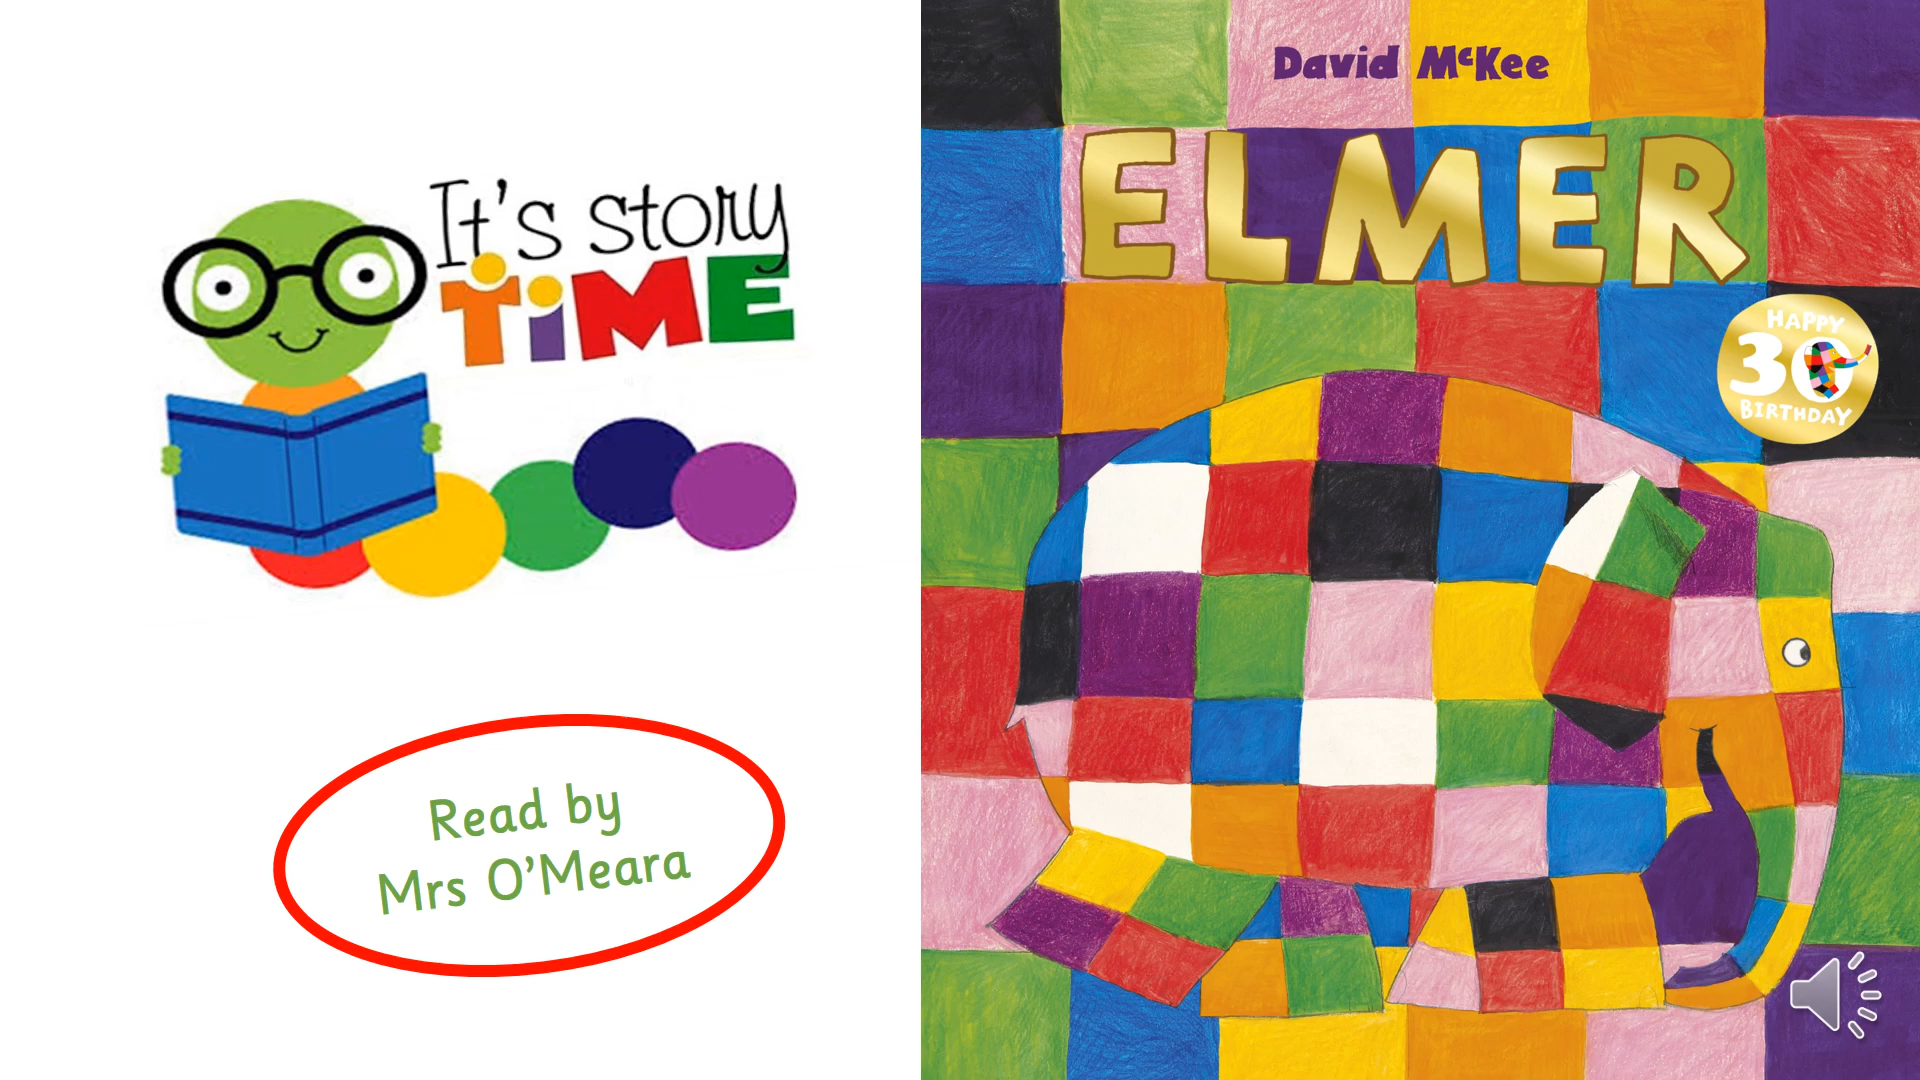 It's story
TIME
Read by
Mrs O'Meara
David McKee
ELMER
HAPPY
30
BIRTHDAY